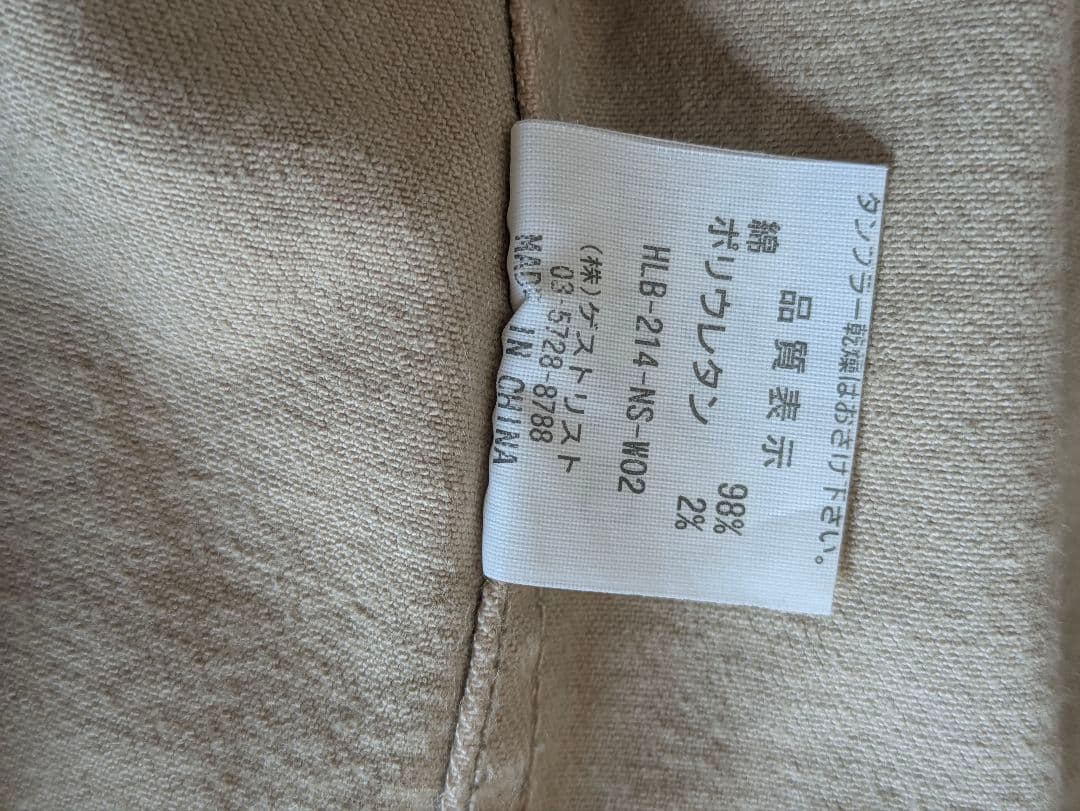 タンブラー乾燥はおさけ下さい。
品質表示
綿 98%
ポリウレタン 2%
HLB-214-NS-W02
(株)ゲストリスト
03-5728-8788
MADE IN CHINA